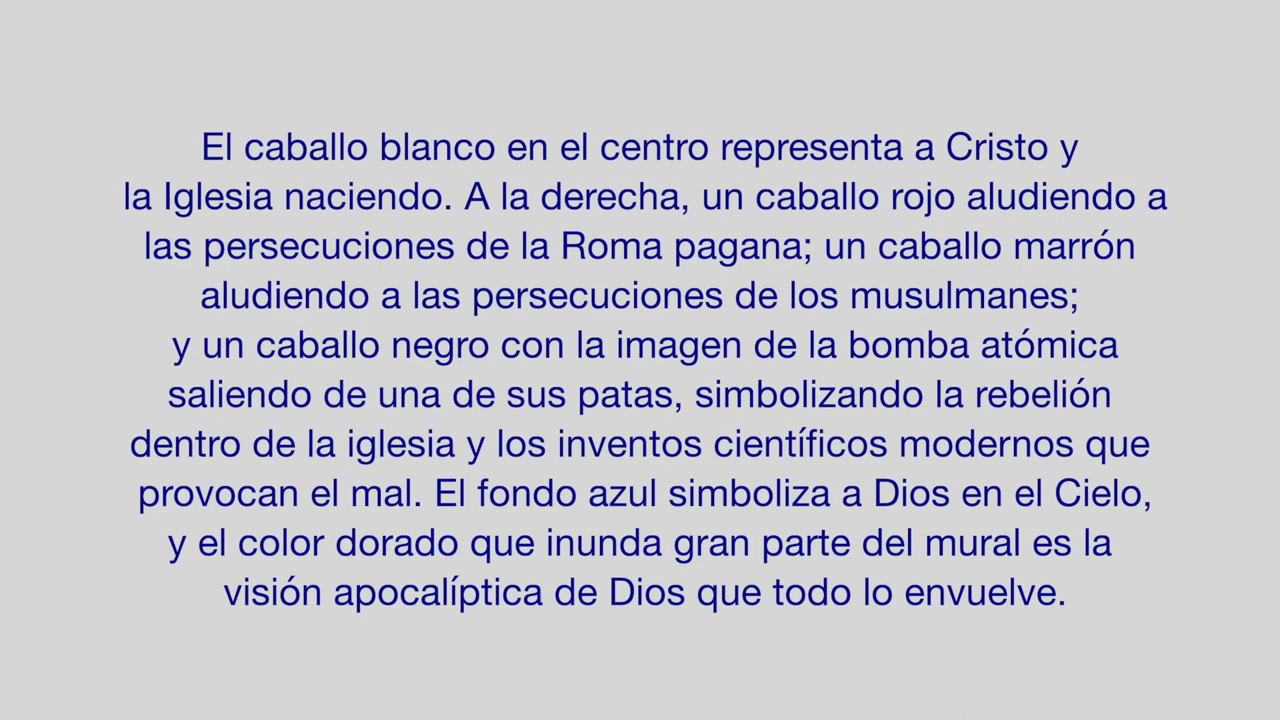 El caballo blanco en el centro representa a Cristo y
la Iglesia naciendo. A la derecha, un caballo rojo aludiendo a
las persecuciones de la Roma pagana; un caballo marrón
aludiendo a las persecuciones de los musulmanes;
y un caballo negro con la imagen de la bomba atómica
saliendo de una de sus patas, simbolizando la rebelión
dentro de la iglesia y los inventos científicos modernos que
provocan el mal. El fondo azul simboliza a Dios en el Cielo,
y el color dorado que inunda gran parte del mural es la
visión apocalíptica de Dios que todo lo envuelve.